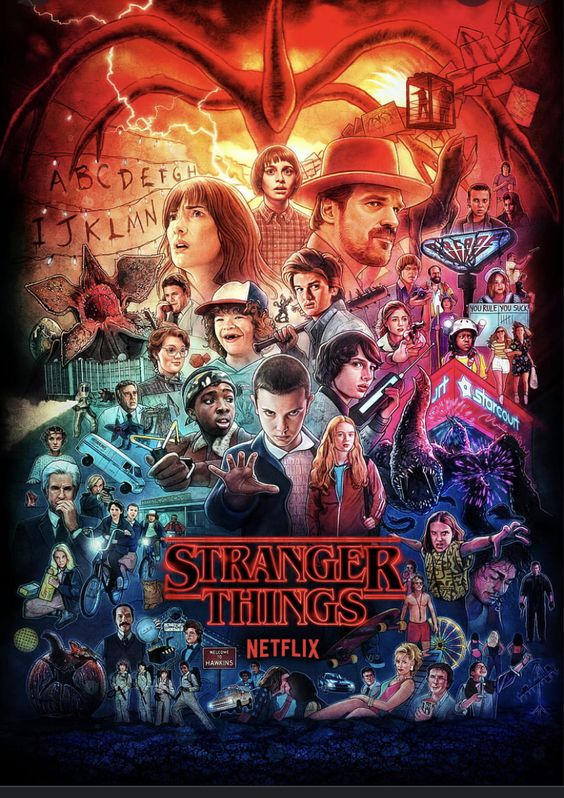 ABCDEFGH
IJKLMN
YOU RULE YOU SUCK
Starcourt
STRANGER
THINGS
NETFLIX
WELCOME
TO
HAWKINS